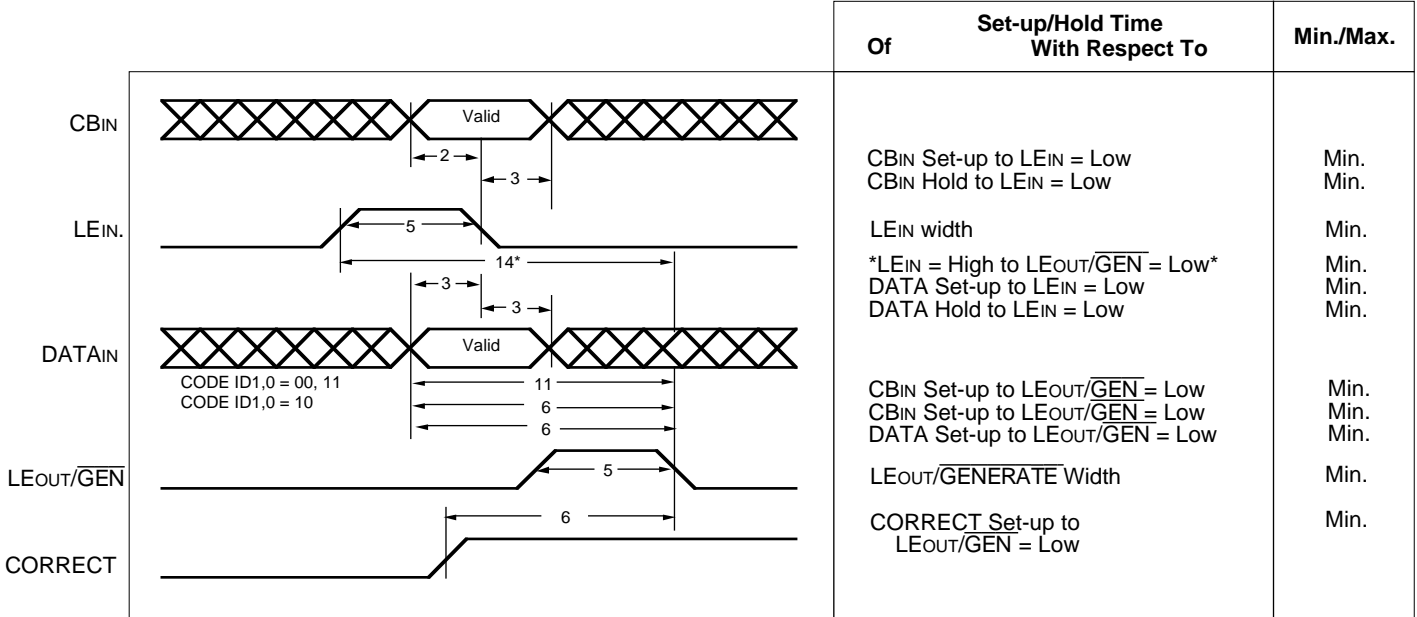 Set-up/Hold Time
Of With Respect To Min./Max.
CBIN Valid
2 CBIN Set-up to LEIN = Low Min.
3 CBIN Hold to LEIN = Low Min.
LEIN. 5 LEIN width Min.
14* *LEIN = High to LEOUT/GEN = Low* Min.
3 DATA Set-up to LEIN = Low Min.
3 DATA Hold to LEIN = Low Min.
DATAIN Valid
CODE ID1,0 = 00, 11 11 CBIN Set-up to LEOUT/GEN = Low Min.
CODE ID1,0 = 10 6 CBIN Set-up to LEOUT/GEN = Low Min.
6 DATA Set-up to LEOUT/GEN = Low Min.
LEOUT/GEN 5 LEOUT/GENERATE Width Min.
6 CORRECT Set-up to Min.
LEOUT/GEN = Low
CORRECT